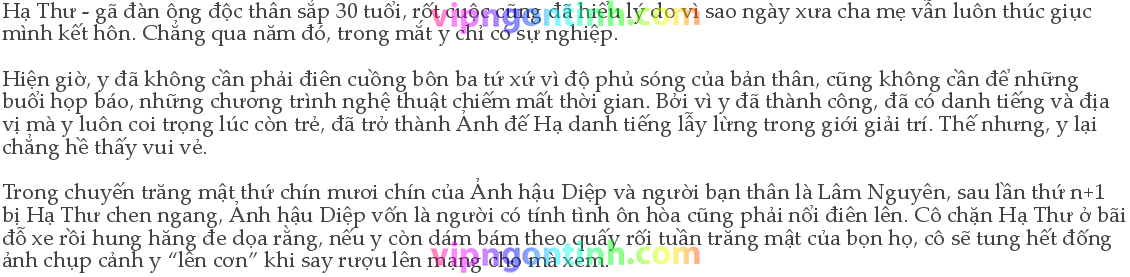 Hạ Thư - gã đàn ông độc thân sắp 30 tuổi, rốt cuộc cũng đã hiểu lý do vì sao ngày xưa cha mẹ vẫn luôn thúc giục
mình kết hôn. Chẳng qua năm đó, trong mắt y chỉ có sự nghiệp.
Hiện giờ, y đã không cần phải điên cuồng bôn ba tứ xứ vì độ phủ sóng của bản thân, cũng không cần để những
buổi họp báo, những chương trình nghệ thuật chiếm mất thời gian. Bởi vì y đã thành công, đã có danh tiếng và địa
vị mà y luôn coi trọng lúc còn trẻ, đã trở thành Ảnh đế Hạ danh tiếng lẫy lừng trong giới giải trí. Thế nhưng, y lại
chẳng hề thấy vui vẻ.
Trong chuyến trăng mật thứ chín mươi chín của Ảnh hậu Diệp và người bạn thân là Lâm Nguyên, sau lần thứ n+1
bị Hạ Thư chen ngang, Ảnh hậu Diệp vốn là người có tính tình ôn hòa cũng phải nổi điên lên. Cô chặn Hạ Thư ở bãi
đỗ xe rồi hung hăng đe dọa rằng, nếu y còn dám bám theo quấy rối tuần trăng mật của bọn họ, cô sẽ tung hết đống
ảnh chụp cảnh y “lên cơn” khi say rượu lên mạng cho mà xem.
vipngontinh.com
vipngontinh.com
vipngontinh.com